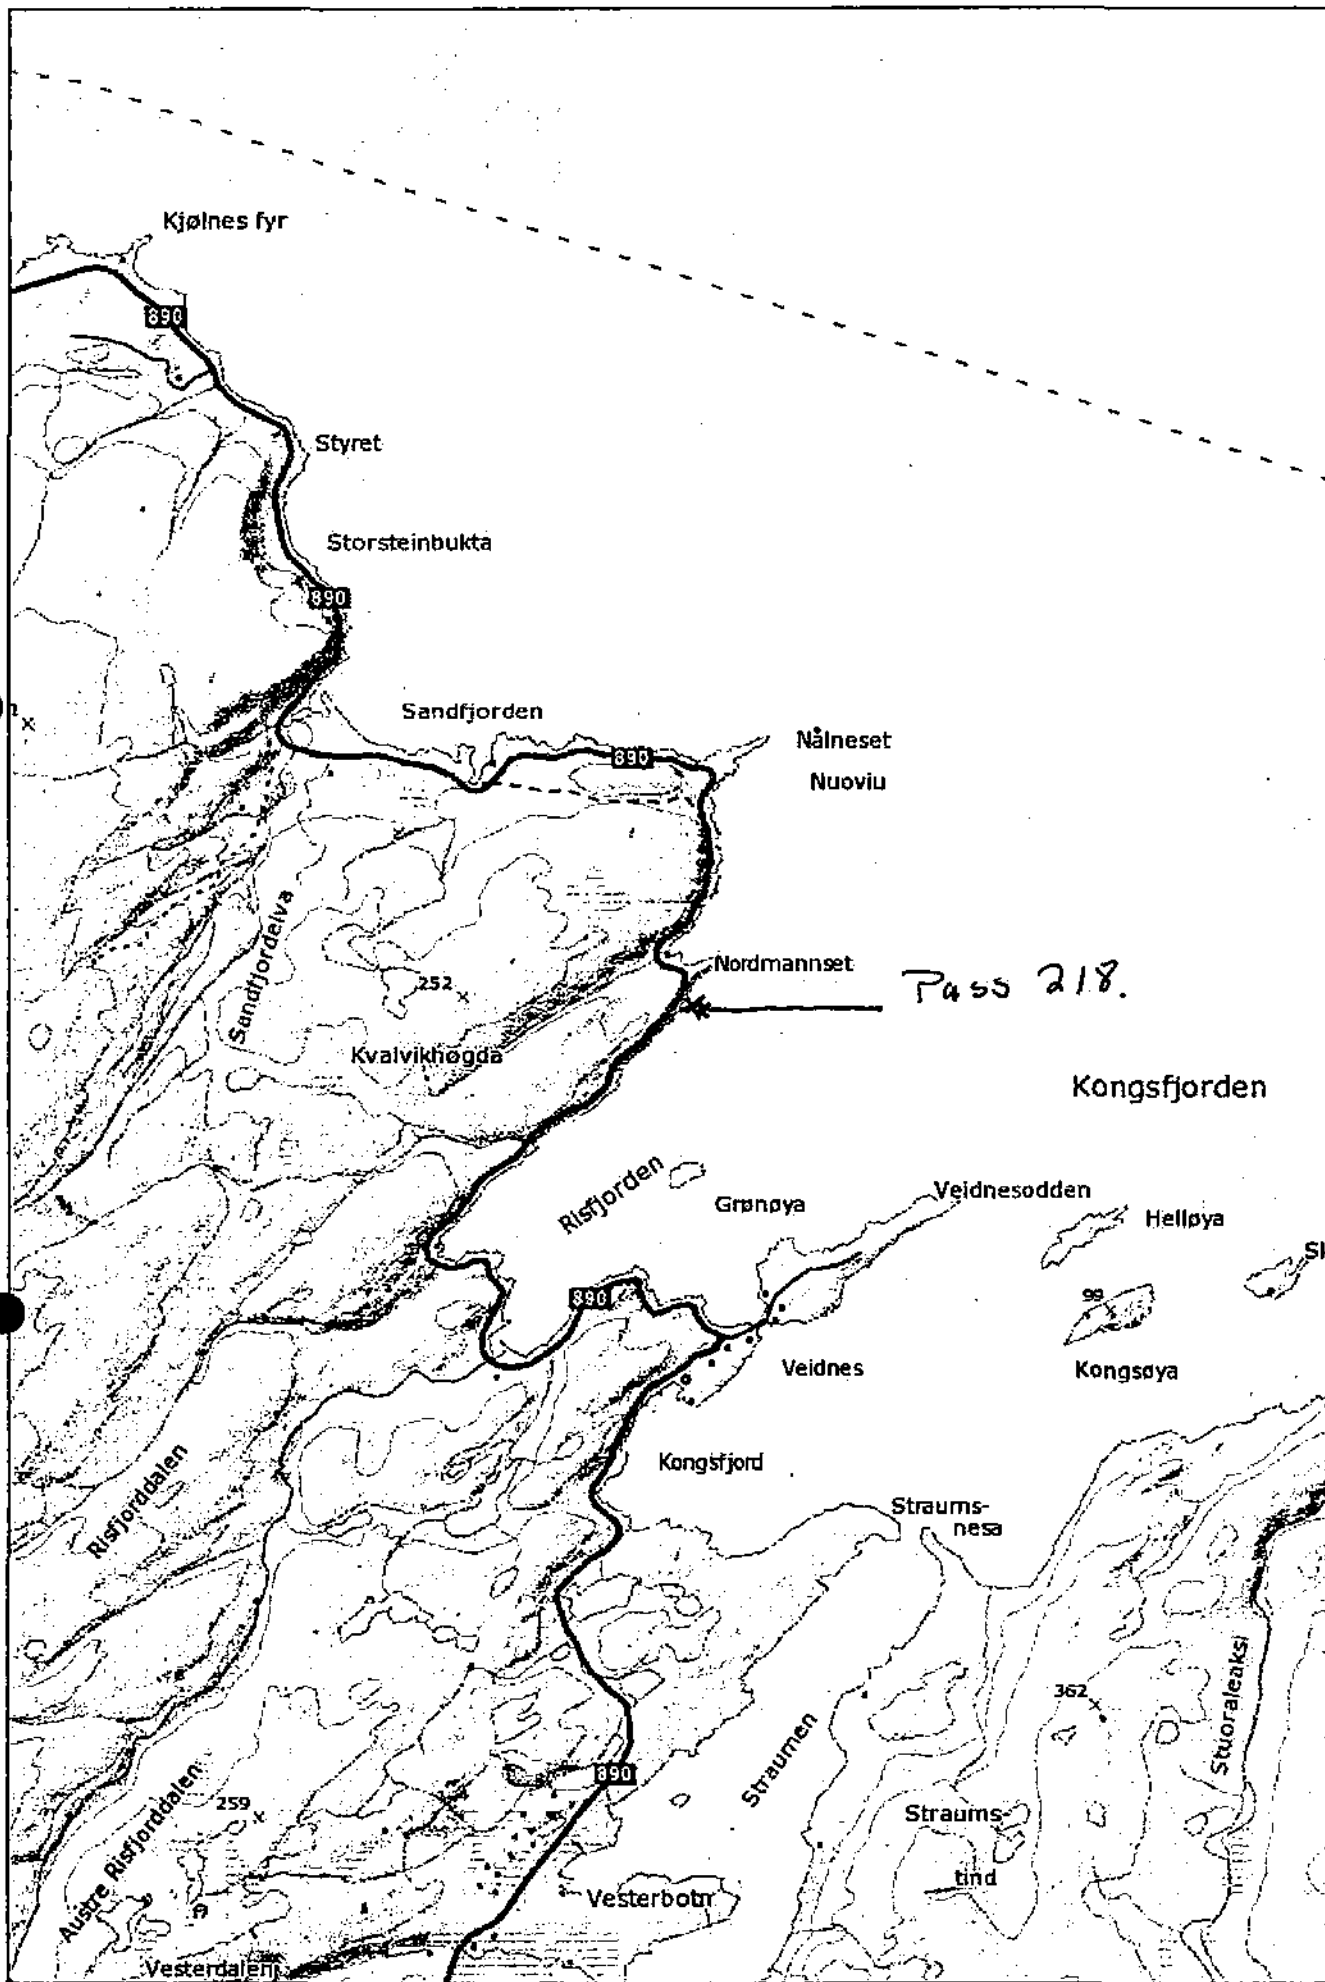 Kjølnes fyr
890
Styret
Storsteinbukta
890
Sandfjorden
Nålneset
890
Nuoviu
Sandfjordelva
Nordmannset
252
Pass 218.
Kvalvikhøgda
Kongsfjorden
Risfjorden
Grønøya
Veidnesodden
Helløya
890
99
Veidnes
Kongsøya
Kongsfjord
Risfjorddalen
Straums-
nesa
Stuoraleaksi
362
Straumen
890
259
Austre Risfjorddalen
Straums-
tind
Vesterbotn
Vesterdalen